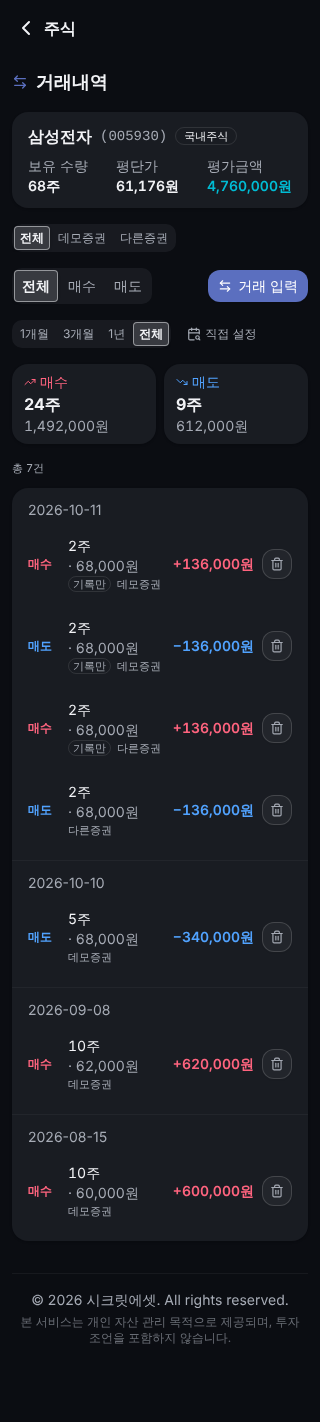 주식
거래내역
삼성전자 (005930) 국내주식
보유 수량 평단가 평가금액
68주 61,176원 4,760,000원
전체 데모증권 다른증권
전체 매수 매도 거래 입력
1개월 3개월 1년 전체 직접 설정
매수 매도
24주 9주
1,492,000원 612,000원
총 7건
2026-10-11
2주
매수 · 68,000원 +136,000원
기록만 데모증권
2주
매도 · 68,000원 −136,000원
기록만 데모증권
2주
매수 · 68,000원 +136,000원
기록만 다른증권
2주
매도 · 68,000원 −136,000원
다른증권
2026-10-10
5주
매도 · 68,000원 −340,000원
데모증권
2026-09-08
10주
매수 · 62,000원 +620,000원
데모증권
2026-08-15
10주
매수 · 60,000원 +600,000원
데모증권
© 2026 시크릿에셋. All rights reserved.
본 서비스는 개인 자산 관리 목적으로 제공되며, 투자
조언을 포함하지 않습니다.